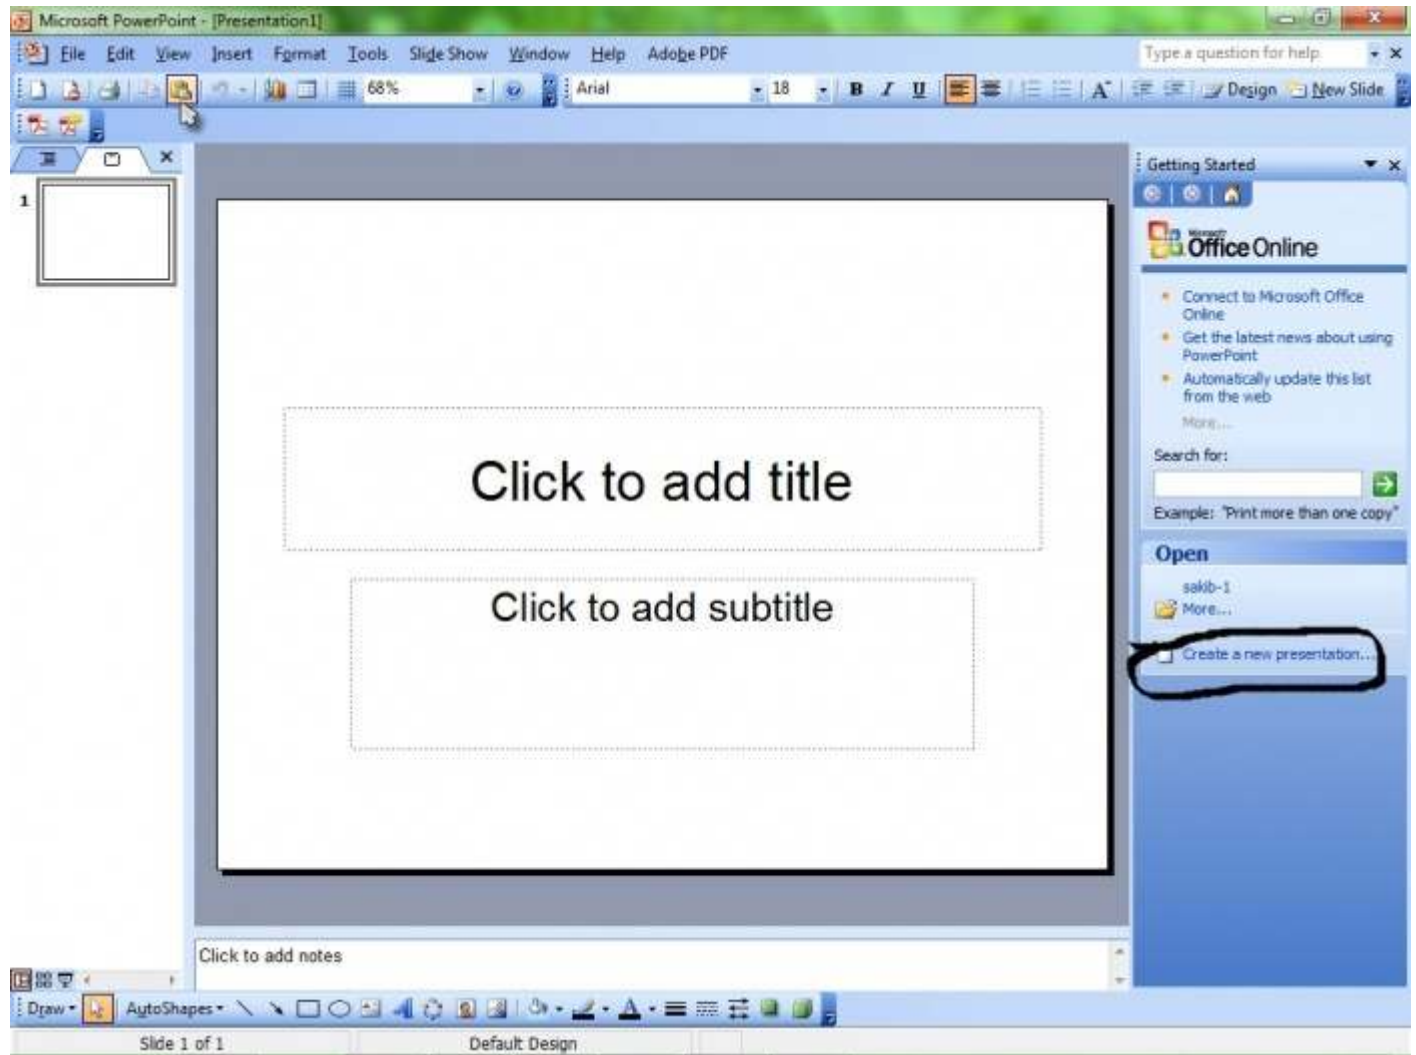 Microsoft PowerPoint - [Presentation1]
File Edit View Insert Format Tools Slide Show Window Help Adobe PDF
Type a question for help
68%
Arial
18
B I U
A
Design
New Slide
1
Click to add title
Click to add subtitle
Click to add notes
Getting Started
Microsoft
Office Online
Connect to Microsoft Office
Online
Get the latest news about using
PowerPoint
Automatically update this list
from the web
More...
Search for:
Example: "Print more than one copy"
Open
sakib-1
More...
Create a new presentation...
Draw
AutoShapes
A
A
Slide 1 of 1
Default Design